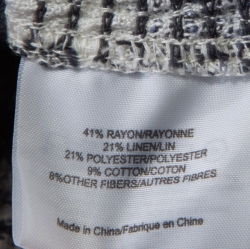 41% RAYON/RAYONNE
21% LINEN/LIN
21% POLYESTER/POLYESTER
9% COTTON/COTON
8%OTHER FIBERS/AUTRES FIBRES
Made in China/Fabrique en Chine